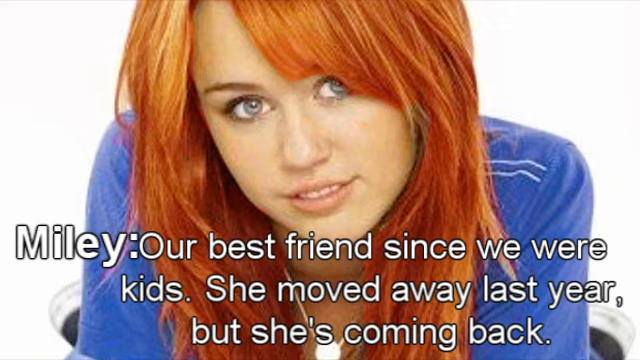 Miley:Our best friend since we were
kids. She moved away last year,
but she's coming back.